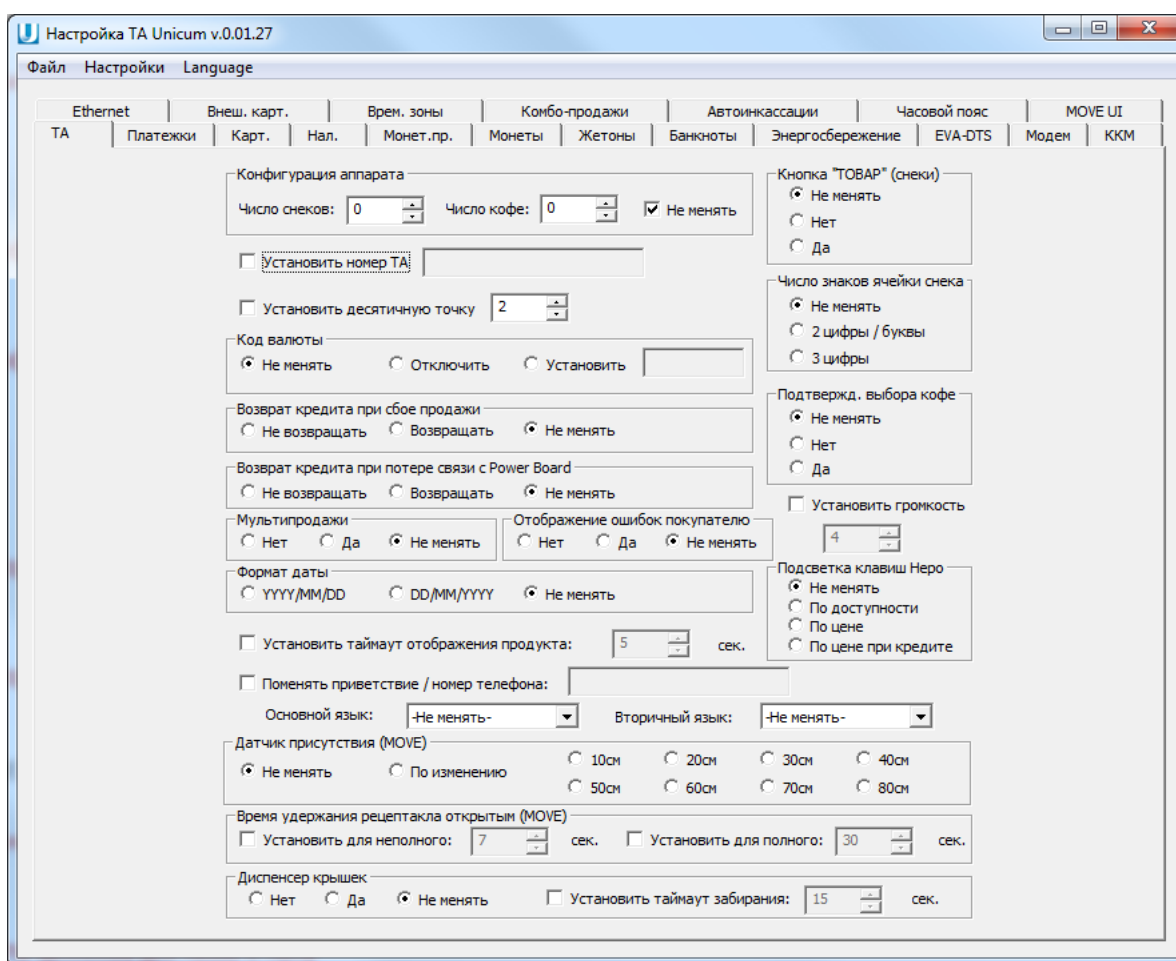 Настройка TA Unicum v.0.01.27
Файл Настройки Language
Ethernet Внеш. карт. Врем. зоны Комбо-продажи Автоинкассации Часовой пояс MOVE UI
ТА Платежки Карт. Нал. Монет.пр. Монеты Жетоны Банкноты Энергосбережение EVA-DTS Модем ККМ
Конфигурация аппарата
Число снеков: 0 Число кофе: 0 Не менять
Установить номер ТА
Установить десятичную точку 2
Код валюты
Не менять Отключить Установить
Возврат кредита при сбое продажи
Не возвращать Возвращать Не менять
Возврат кредита при потере связи с Power Board
Не возвращать Возвращать Не менять
Мультипродажи
Нет Да Не менять
Отображение ошибок покупателю
Нет Да Не менять
Формат даты
YYYY/MM/DD DD/MM/YYYY Не менять
Установить таймаут отображения продукта: 5 сек.
Поменять приветствие / номер телефона:
Основной язык: -Не менять- Вторичный язык: -Не менять-
Кнопка "ТОВАР" (снеки)
Не менять
Нет
Да
Число знаков ячейки снека
Не менять
2 цифры / буквы
3 цифры
Подтвержд. выбора кофе
Не менять
Нет
Да
Установить громкость
4
Подсветка клавиш Неро
Не менять
По доступности
По цене
По цене при кредите
Датчик присутствия (MOVE)
Не менять По изменению 10см 20см 30см 40см
50см 60см 70см 80см
Время удержания рецептакла открытым (MOVE)
Установить для неполного: 7 сек. Установить для полного: 30 сек.
Диспенсер крышек
Нет Да Не менять Установить таймаут забирания: 15 сек.